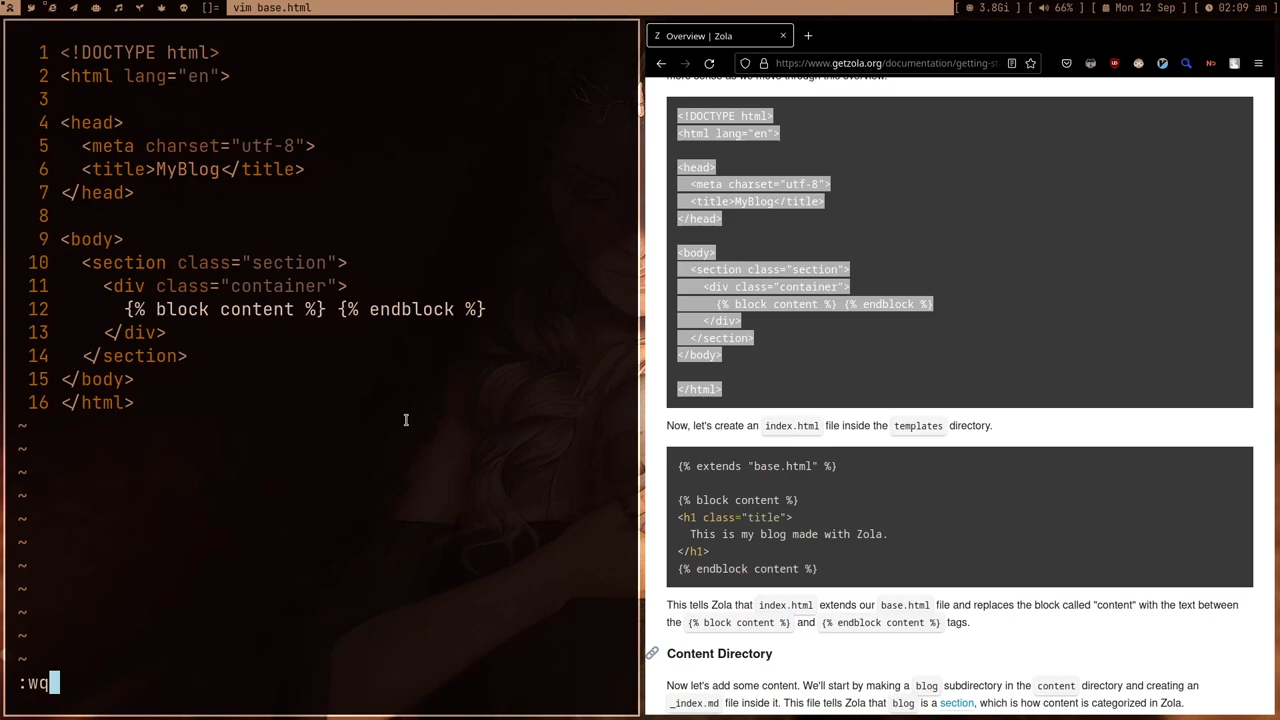 []= vim base.html [ 3.8Gi [ 66% [ Mon 12 Sep [ 02:09 am ]
1 <!DOCTYPE html>
2 <html lang="en">
3
4 <head>
5 <meta charset="utf-8">
6 <title>MyBlog</title>
7 </head>
8
9 <body>
10 <section class="section">
11 <div class="container">
12 {% block content %} {% endblock %}
13 </div>
14 </section>
15 </body>
16 </html>
~
~
~
~
~
~
~
~
~
~
~
:wq
Z Overview | Zola × +
https://www.getzola.org/documentation/getting-s
more sense as we move through this overview.
<!DOCTYPE html>
<html lang="en">
<head>
<meta charset="utf-8">
<title>MyBlog</title>
</head>
<body>
<section class="section">
<div class="container">
{% block content %} {% endblock %}
</div>
</section>
</body>
</html>
Now, let's create an index.html file inside the templates directory.
{% extends "base.html" %}
{% block content %}
<h1 class="title">
This is my blog made with Zola.
</h1>
{% endblock content %}
This tells Zola that index.html extends our base.html file and replaces the block called "content" with the text between
the {% block content %} and {% endblock content %} tags.
Content Directory
Now let's add some content. We'll start by making a blog subdirectory in the content directory and creating an
_index.md file inside it. This file tells Zola that blog is a section, which is how content is categorized in Zola.